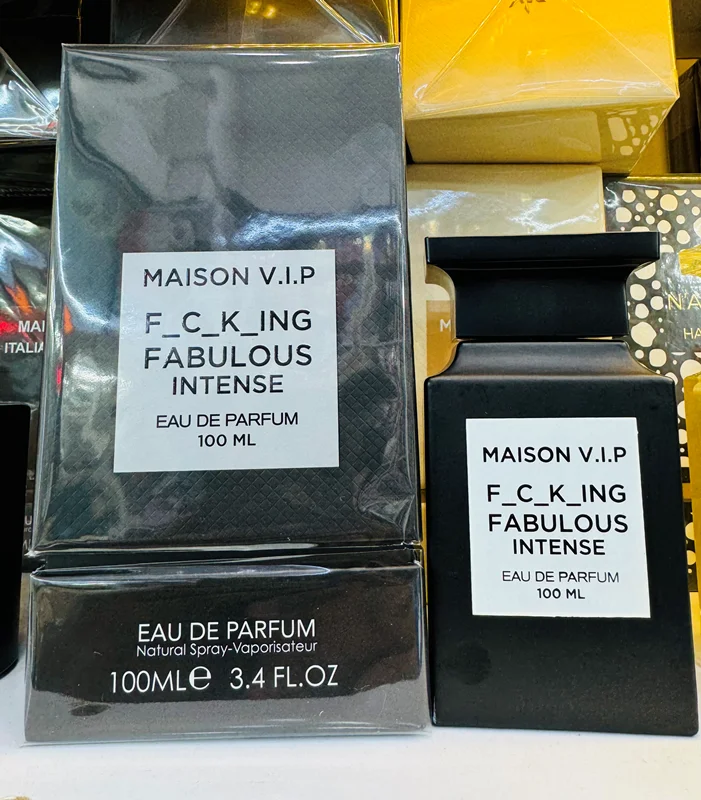 MAISON V.I.P
F_C_K_ING
FABULOUS
INTENSE
EAU DE PARFUM
100 ML
EAU DE PARFUM
Natural Spray-Vaporisateur
100MLe 3.4 FL.OZ
MAISON V.I.P
F_C_K_ING
FABULOUS
INTENSE
EAU DE PARFUM
100 ML